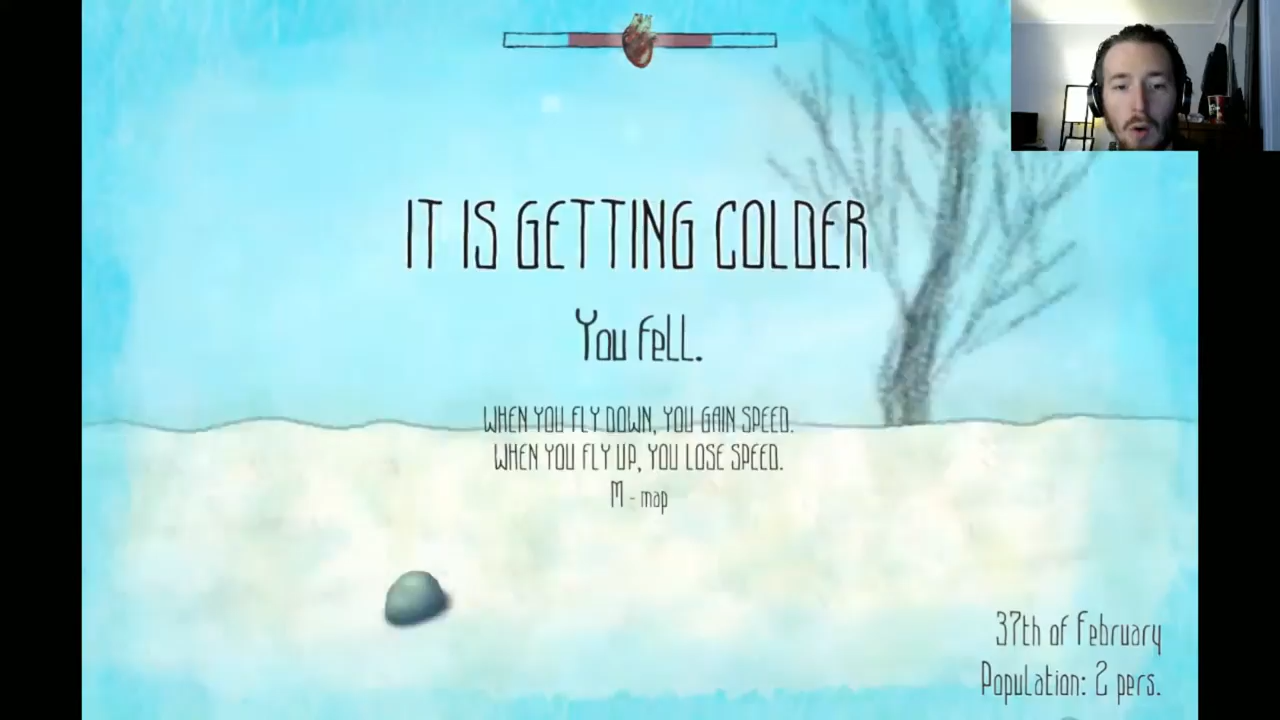 IT IS GETTING COLDER
You fell.
WHEN YOU FLY DOWN, YOU GAIN SPEED.
WHEN YOU FLY UP, YOU LOSE SPEED.
M - map
37th of February
Population: 2 pers.